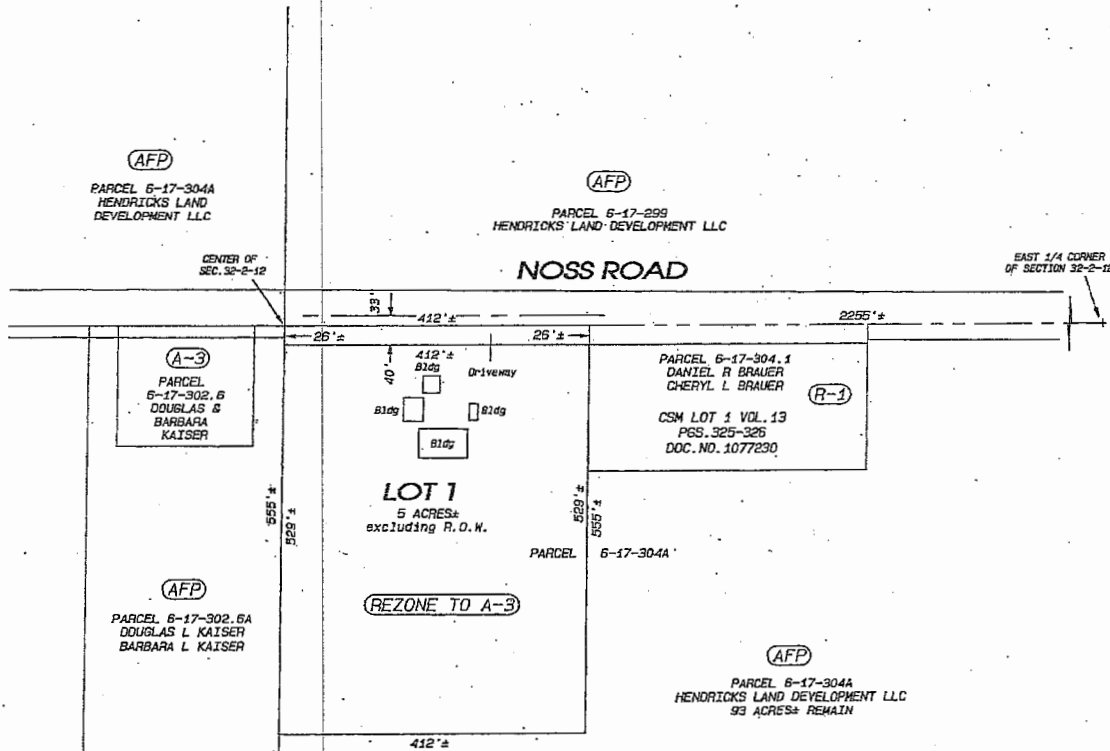 AFP
PARCEL 6-17-304A
HENDRICKS LAND
DEVELOPMENT LLC
AFP
PARCEL 6-17-299
HENDRICKS LAND DEVELOPMENT LLC
CENTER OF
SEC.32-2-12
NOSS ROAD
EAST 1/4 CORNER
OF SECTION 32-2-12
33'
412'±
2255'±
26'±
26'±
40'
412'±
Bldg
Driveway
Bldg
Bldg
Bldg
A-3
PARCEL
6-17-302.6
DOUGLAS &
BARBARA
KAISER
PARCEL 6-17-304.1
DANIEL R BRAUER
CHERYL L BRAUER
R-1
CSM LOT 1 VOL.13
PGS.325-326
DOC.NO.1077230
LOT 1
5 ACRES±
excluding R.O.W.
555'±
529'±
529'±
555'±
PARCEL 6-17-304A
REZONE TO A-3
AFP
PARCEL 6-17-302.6A
DOUGLAS L KAISER
BARBARA L KAISER
AFP
PARCEL 6-17-304A
HENDRICKS LAND DEVELOPMENT LLC
93 ACRES± REMAIN
412'±